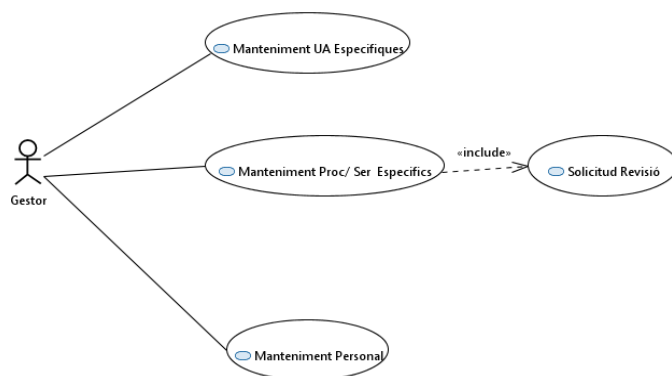 Manteniment UA Especifiques
«include»
Manteniment Proc/ Ser Especifics
Solicitud Revisió
Gestor
Manteniment Personal